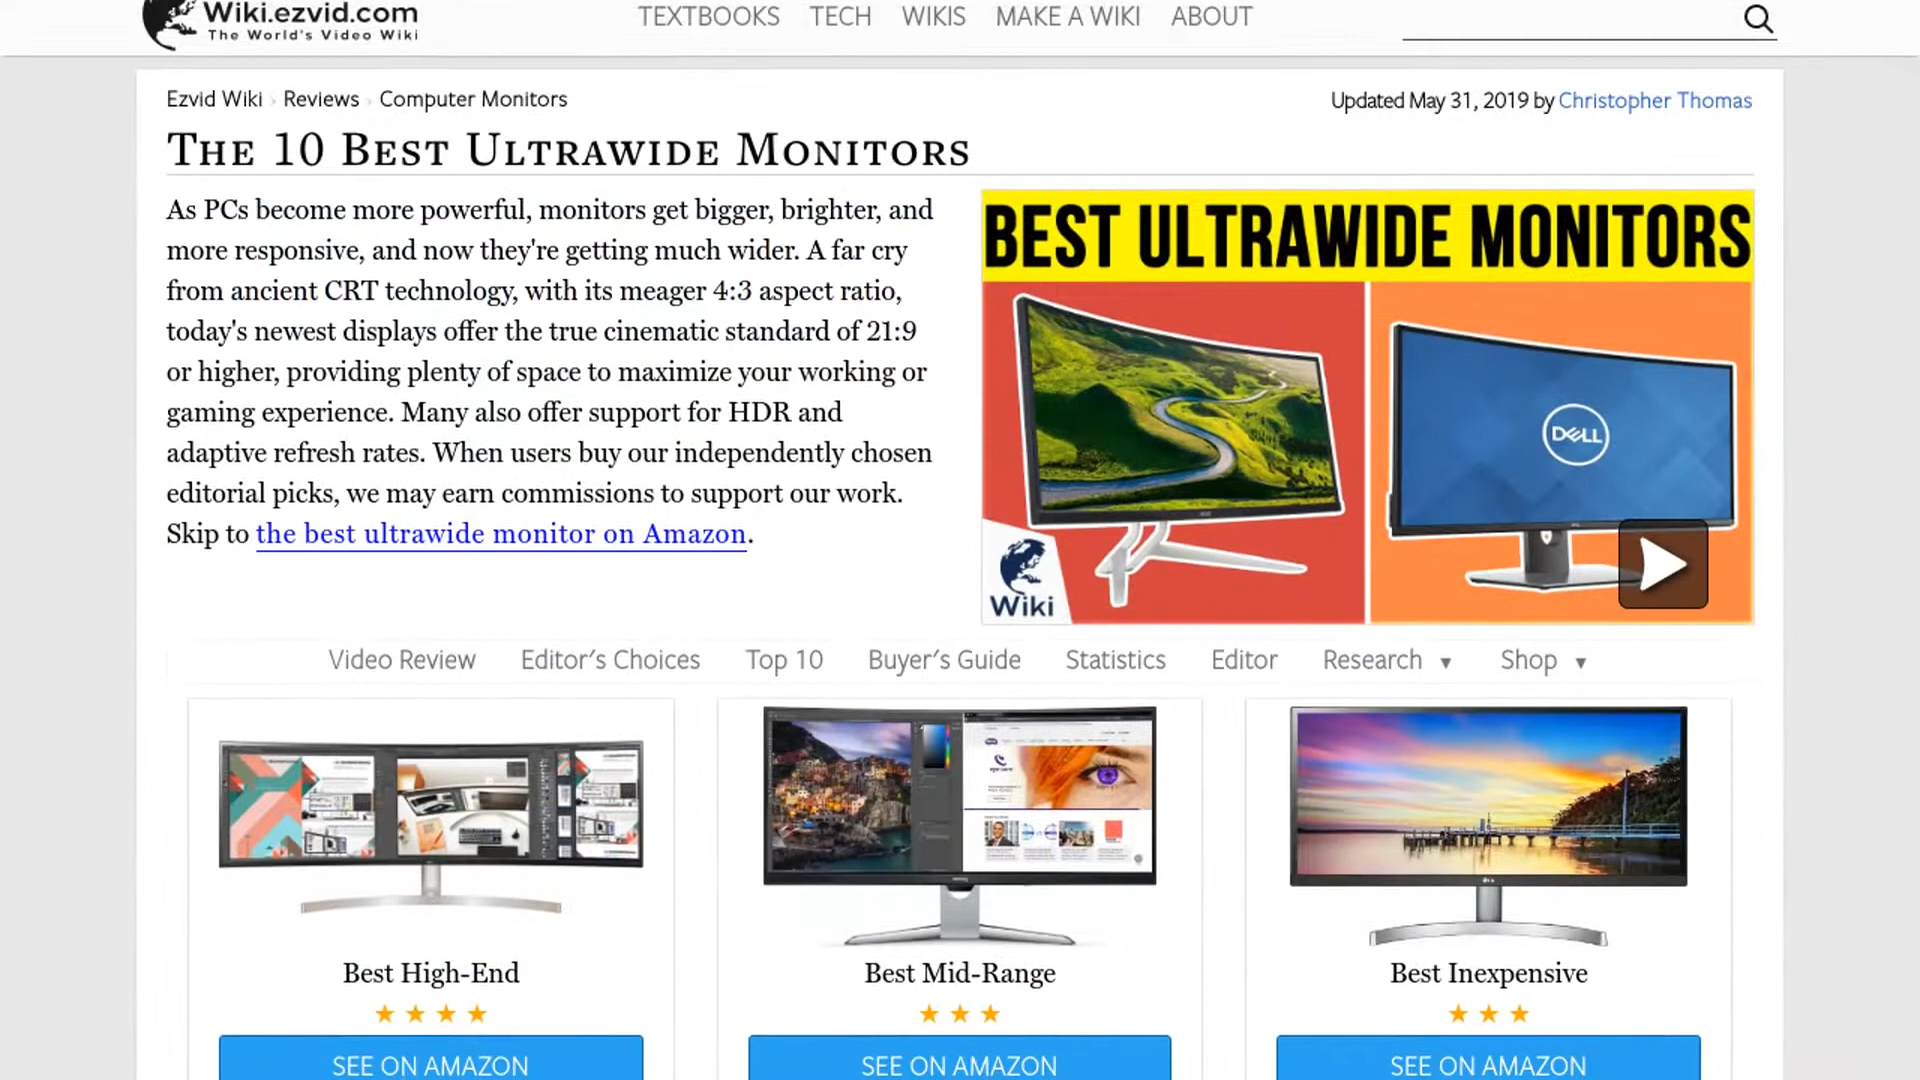 Wiki.ezvid.com
The World's Video Wiki
TEXTBOOKS TECH WIKIS MAKE A WIKI ABOUT
Ezvid Wiki › Reviews › Computer Monitors
Updated May 31, 2019 by Christopher Thomas
The 10 Best Ultrawide Monitors
As PCs become more powerful, monitors get bigger, brighter, and
more responsive, and now they're getting much wider. A far cry
from ancient CRT technology, with its meager 4:3 aspect ratio,
today's newest displays offer the true cinematic standard of 21:9
or higher, providing plenty of space to maximize your working or
gaming experience. Many also offer support for HDR and
adaptive refresh rates. When users buy our independently chosen
editorial picks, we may earn commissions to support our work.
Skip to the best ultrawide monitor on Amazon.
BEST ULTRAWIDE MONITORS
DELL
Wiki
Video Review Editor's Choices Top 10 Buyer's Guide Statistics Editor Research ▼ Shop ▼
Best High-End
★ ★ ★ ★
SEE ON AMAZON
Best Mid-Range
★ ★ ★
SEE ON AMAZON
Best Inexpensive
★ ★ ★
SEE ON AMAZON